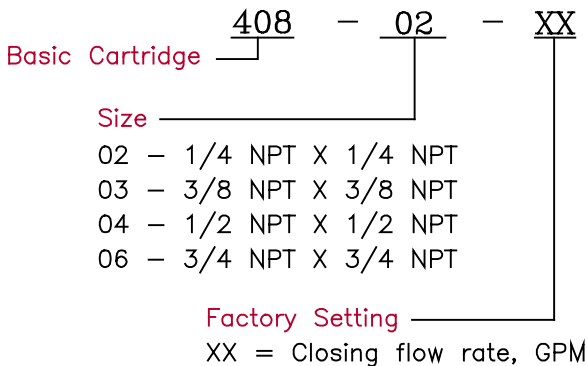 408 - 02 - XX
Basic Cartridge
Size
02 - 1/4 NPT X 1/4 NPT
03 - 3/8 NPT X 3/8 NPT
04 - 1/2 NPT X 1/2 NPT
06 - 3/4 NPT X 3/4 NPT
Factory Setting
XX = Closing flow rate, GPM